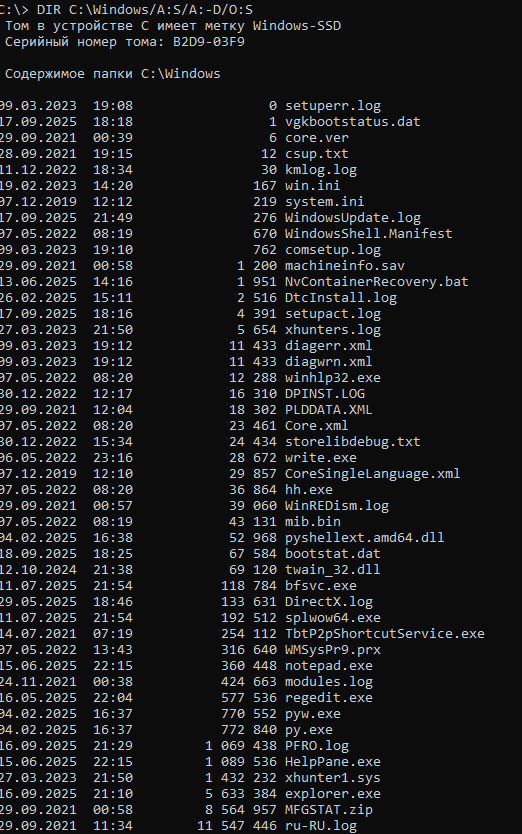 C:\> DIR C:\Windows/A:S/A:-D/O:S
Том в устройстве C имеет метку Windows-SSD
Серийный номер тома: B2D9-03F9
Содержимое папки C:\Windows
09.03.2023 19:08 0 setuperr.log
17.09.2025 18:18 1 vgkbootstatus.dat
29.09.2021 00:39 6 core.ver
28.09.2021 19:15 12 csup.txt
11.12.2022 18:34 30 kmlog.log
19.02.2023 14:20 167 win.ini
07.12.2019 12:12 219 system.ini
17.09.2025 21:49 276 WindowsUpdate.log
07.05.2022 08:19 670 WindowsShell.Manifest
09.03.2023 19:10 762 comsetup.log
29.09.2021 00:58 1 200 machineinfo.sav
13.06.2025 14:16 1 951 NvContainerRecovery.bat
26.02.2025 15:11 2 516 DtcInstall.log
17.09.2025 18:16 4 391 setupact.log
27.03.2023 21:50 5 654 xhunters.log
09.03.2023 19:12 11 433 diagerr.xml
09.03.2023 19:12 11 433 diagwrn.xml
07.05.2022 08:20 12 288 winhlp32.exe
30.12.2022 12:17 16 310 DPINST.LOG
29.09.2021 12:04 18 302 PLDDATA.XML
07.05.2022 08:20 23 461 Core.xml
30.12.2022 15:34 24 434 storelibdebug.txt
06.05.2022 23:16 28 672 write.exe
07.12.2019 12:10 29 857 CoreSingleLanguage.xml
07.05.2022 08:20 36 864 hh.exe
29.09.2021 00:57 39 060 WinREDism.log
07.05.2022 08:19 43 131 mib.bin
04.02.2025 16:38 52 968 pyshellext.amd64.dll
18.09.2025 18:25 67 584 bootstat.dat
12.10.2024 21:38 69 120 twain_32.dll
11.07.2025 21:54 118 784 bfsvc.exe
29.05.2025 18:46 133 631 DirectX.log
11.07.2025 21:54 192 512 splwow64.exe
14.07.2021 07:19 254 112 TbtP2pShortcutService.exe
07.05.2022 13:43 316 640 WMSysPr9.prx
15.06.2025 22:15 360 448 notepad.exe
24.11.2021 00:38 424 663 modules.log
16.05.2025 22:04 577 536 regedit.exe
04.02.2025 16:37 770 552 pyw.exe
04.02.2025 16:37 772 840 py.exe
16.09.2025 21:29 1 069 438 PFRO.log
15.06.2025 22:15 1 089 536 HelpPane.exe
27.03.2023 21:50 1 432 232 xhunter1.sys
16.09.2025 21:10 5 633 384 explorer.exe
29.09.2021 00:58 8 564 957 MFGSTAT.zip
29.09.2021 11:34 11 547 446 ru-RU.log